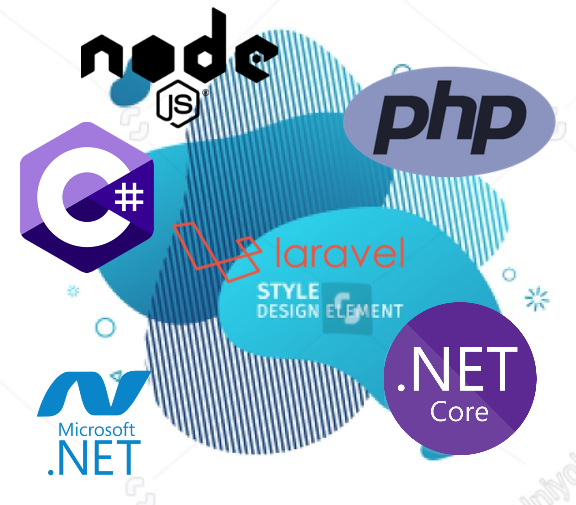 node
JS®
php
C#
laravel
STYLE
DESIGN ELEMENT
.NET
Core
Microsoft
.NET